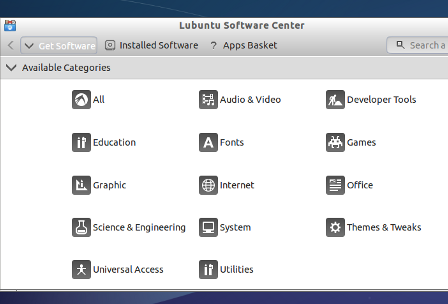 Lubuntu Software Center
Get Software Installed Software ? Apps Basket Search a
Available Categories
All Audio & Video Developer Tools
Education Fonts Games
Graphic Internet Office
Science & Engineering System Themes & Tweaks
Universal Access Utilities